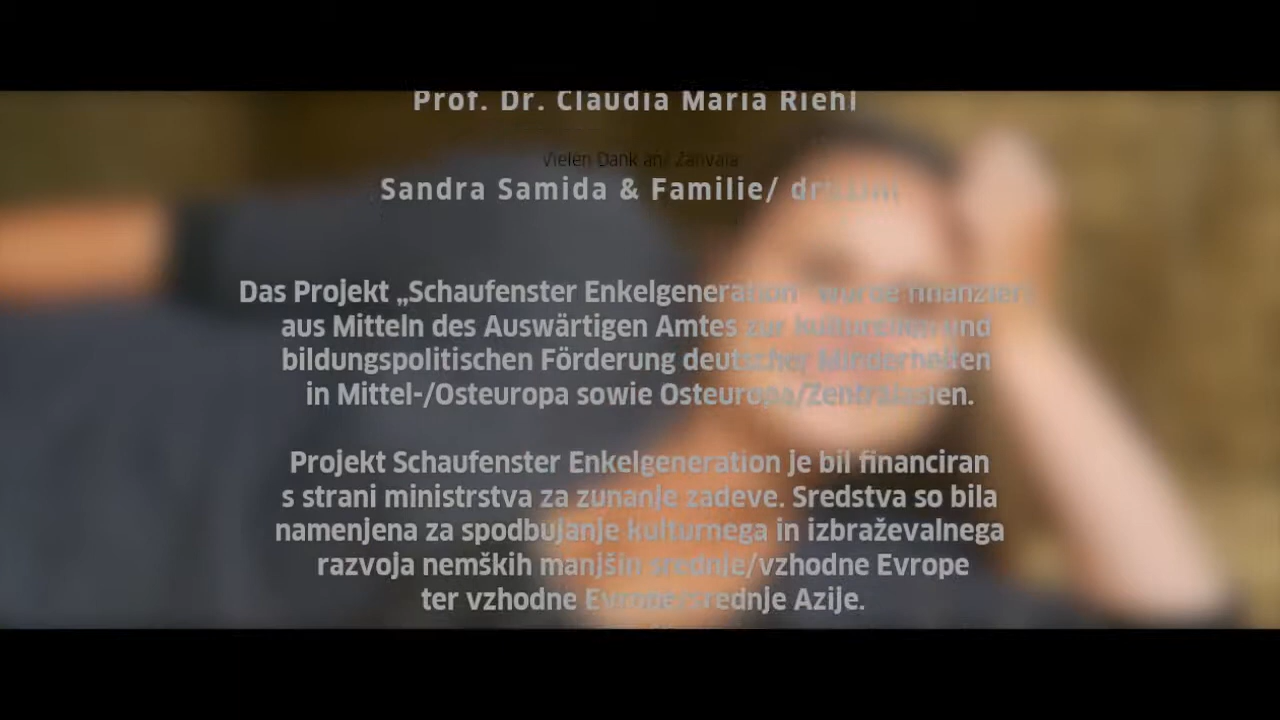 Prof. Dr. Claudia Maria Riehl
Vielen Dank an/ Zahvala
Sandra Samida & Familie/ družini
Das Projekt „Schaufenster Enkelgeneration“ wurde finanziert
aus Mitteln des Auswärtigen Amtes zur kulturellen und
bildungspolitischen Förderung deutscher Minderheiten
in Mittel-/Osteuropa sowie Osteuropa/Zentralasien.
Projekt Schaufenster Enkelgeneration je bil financiran
s strani ministrstva za zunanje zadeve. Sredstva so bila
namenjena za spodbujanje kulturnega in izbraževalnega
razvoja nemških manjšin srednje/vzhodne Evrope
ter vzhodne Evrope/srednje Azije.